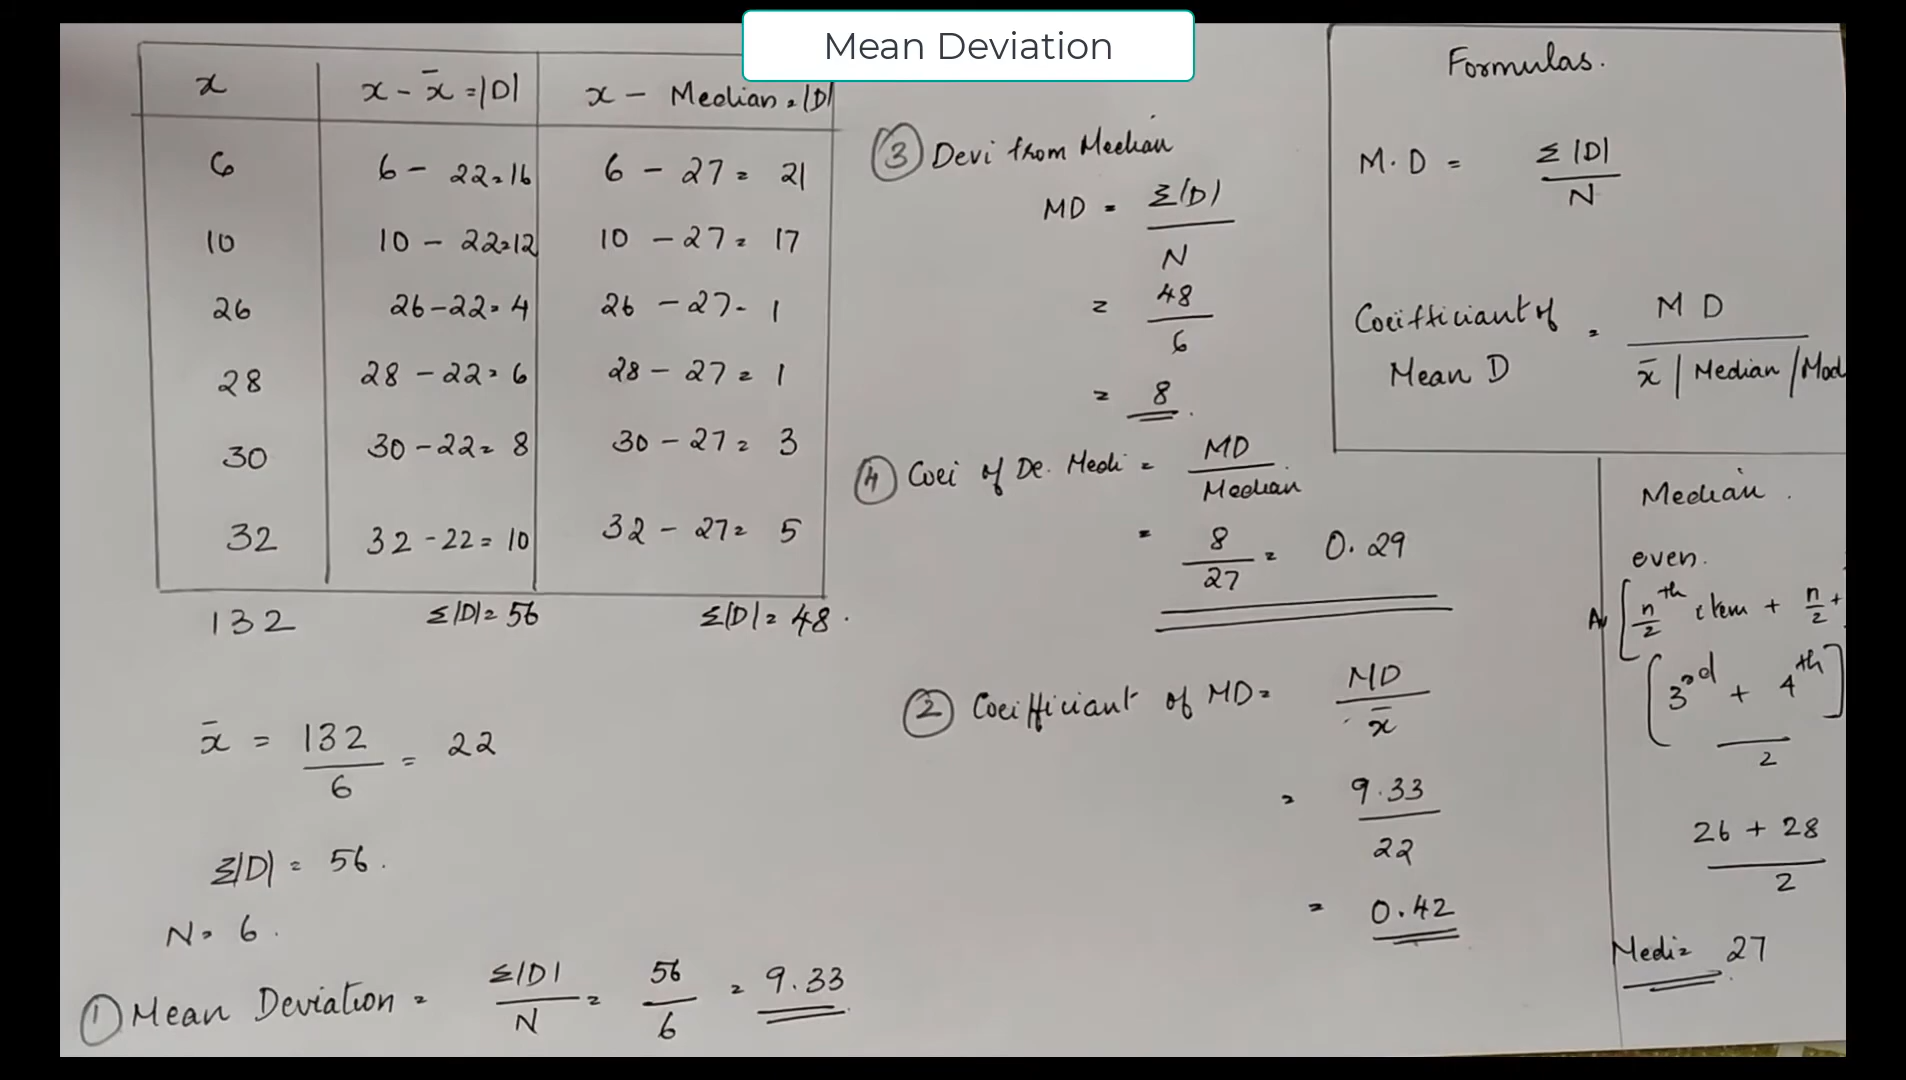 Mean Deviation
x | x - x̄ = |D| | x - Median = |D|
6 | 6 - 22 = 16 | 6 - 27 = 21
10 | 10 - 22 = 12 | 10 - 27 = 17
26 | 26 - 22 = 4 | 26 - 27 - 1
28 | 28 - 22 = 6 | 28 - 27 = 1
30 | 30 - 22 = 8 | 30 - 27 = 3
32 | 32 - 22 = 10 | 32 - 27 = 5
132 Σ|D| = 56 Σ|D| = 48.
x̄ = 132/6 = 22
Σ|D| = 56.
N = 6.
① Mean Deviation = Σ|D|/N = 56/6 = 9.33
③ Devi from Median
MD = Σ|D|/N
= 48/6
= 8.
④ Coei of De. Medi = MD/Median
= 8/27 = 0.29
② Coeifficiant of MD = MD/x̄
= 9.33/22
= 0.42
Formulas.
M.D = Σ|D|/N
Coeifficiant of
Mean D = M D / x̄ | Median / Mod
Median.
even.
[n/2 th item + n/2 +
[3rd + 4th]/2
26 + 28/2
Medi = 27